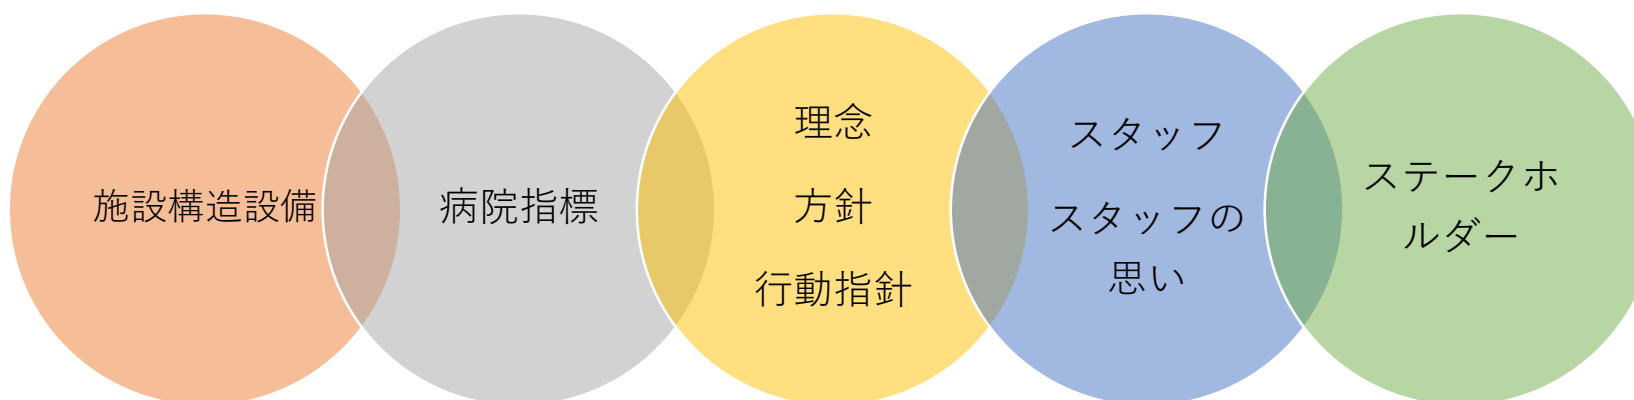 施設構造設備
病院指標
理念
方針
行動指針
スタッフ
スタッフの
思い
ステークホ
ルダー